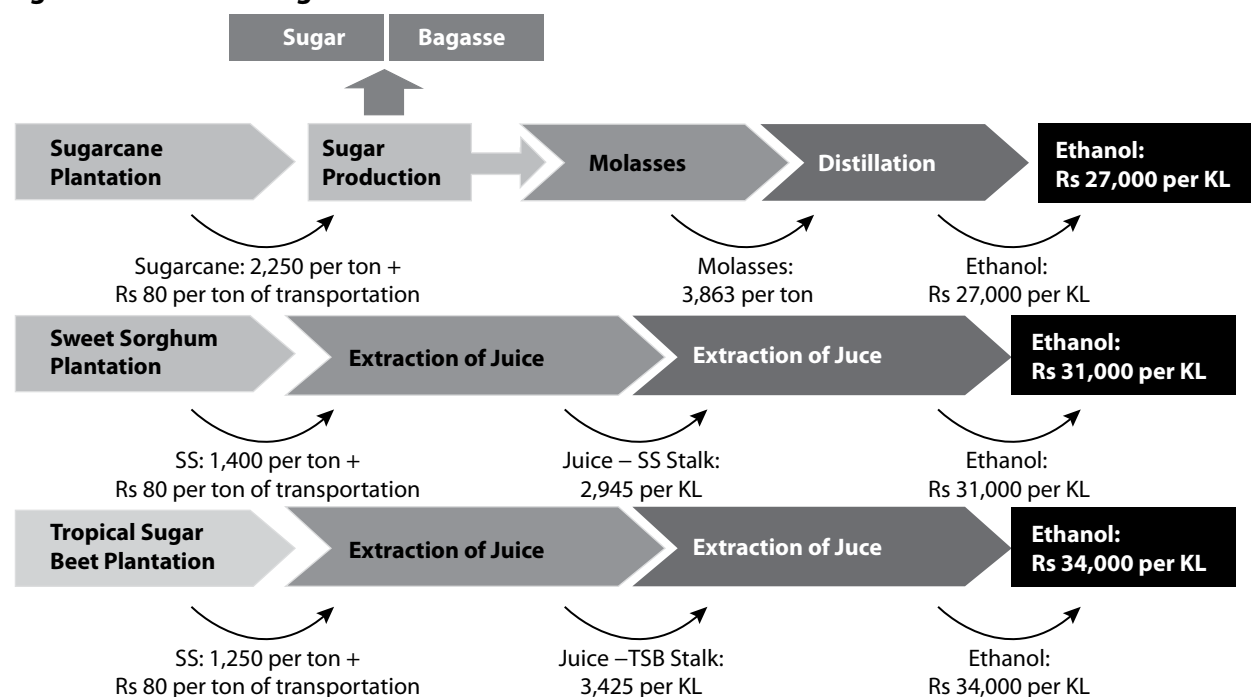 Sugar
Bagasse
Sugarcane
Plantation
Sugar
Production
Molasses
Distillation
Ethanol:
Rs 27,000 per KL
Sugarcane: 2,250 per ton +
Rs 80 per ton of transportation
Molasses:
3,863 per ton
Ethanol:
Rs 27,000 per KL
Sweet Sorghum
Plantation
Extraction of Juice
Extraction of Juce
Ethanol:
Rs 31,000 per KL
SS: 1,400 per ton +
Rs 80 per ton of transportation
Juice – SS Stalk:
2,945 per KL
Ethanol:
Rs 31,000 per KL
Tropical Sugar
Beet Plantation
Extraction of Juice
Extraction of Juce
Ethanol:
Rs 34,000 per KL
SS: 1,250 per ton +
Rs 80 per ton of transportation
Juice –TSB Stalk:
3,425 per KL
Ethanol:
Rs 34,000 per KL